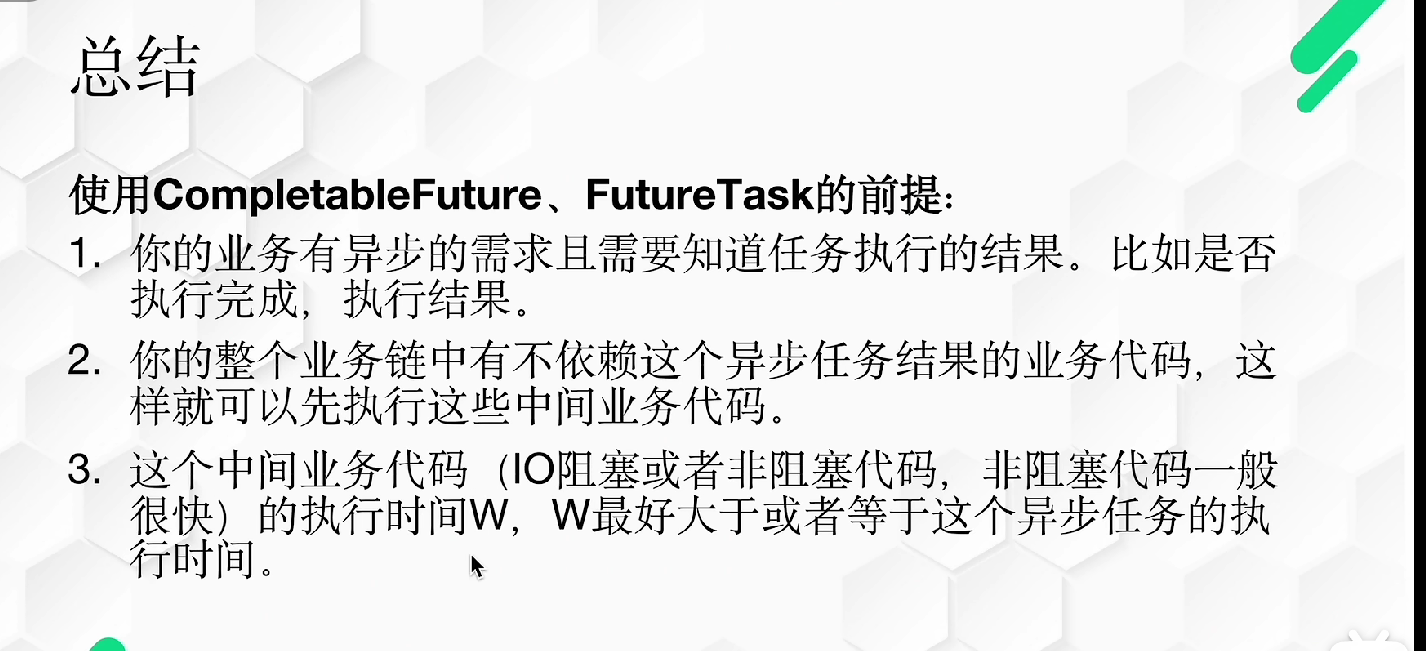 总结
使用CompletableFuture、FutureTask的前提：
1. 你的业务有异步的需求且需要知道任务执行的结果。比如是否
执行完成，执行结果。
2. 你的整个业务链中有不依赖这个异步任务结果的业务代码，这
样就可以先执行这些中间业务代码。
3. 这个中间业务代码（IO阻塞或者非阻塞代码，非阻塞代码一般
很快）的执行时间W，W最好大于或者等于这个异步任务的执
行时间。